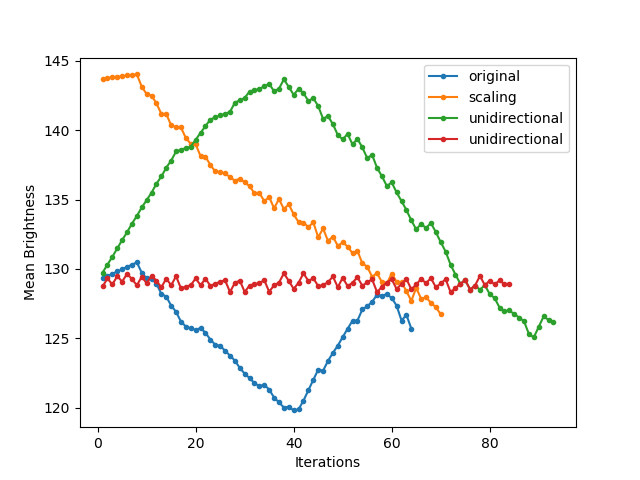 original
scaling
unidirectional
unidirectional
145
140
135
130
125
120
Mean Brightness
0 20 40 60 80
Iterations